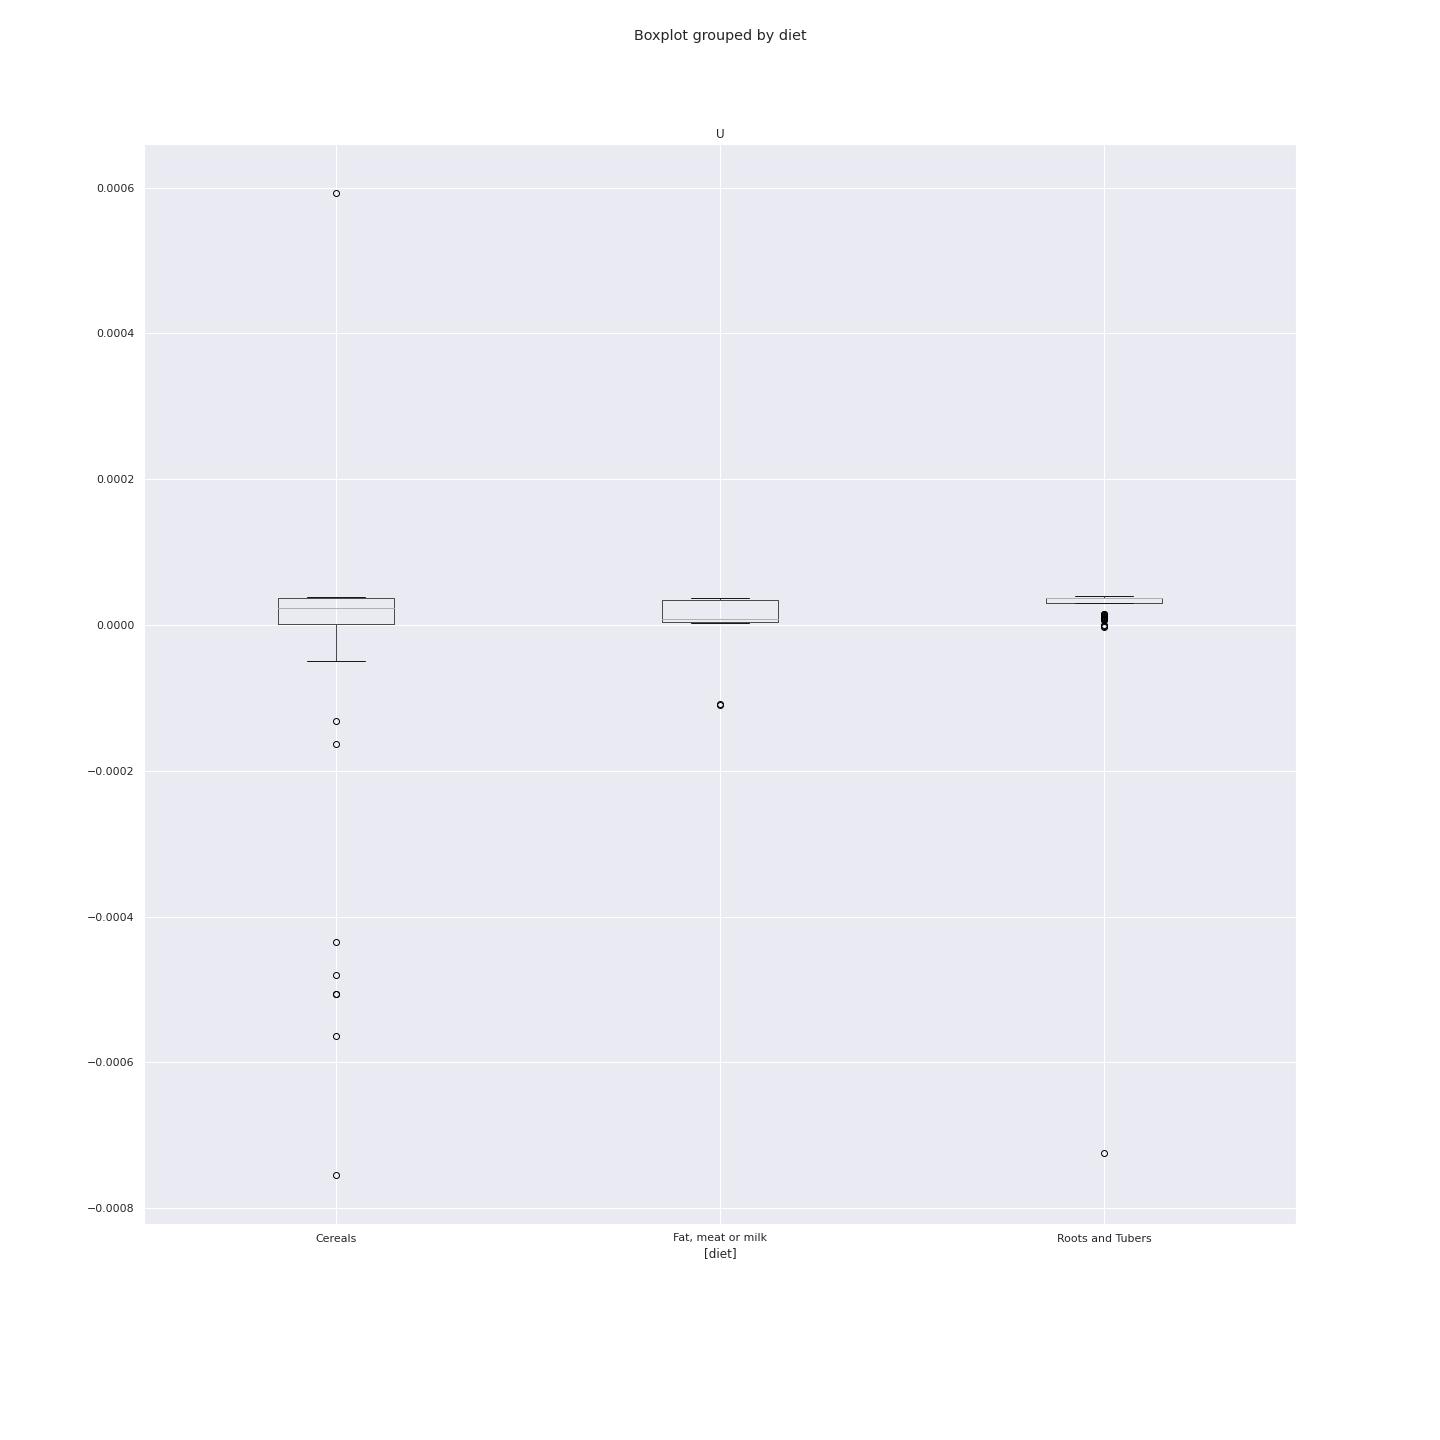 Boxplot grouped by diet
U
0.0006
0.0004
0.0002
0.0000
−0.0002
−0.0004
−0.0006
−0.0008
Cereals Fat, meat or milk Roots and Tubers
[diet]